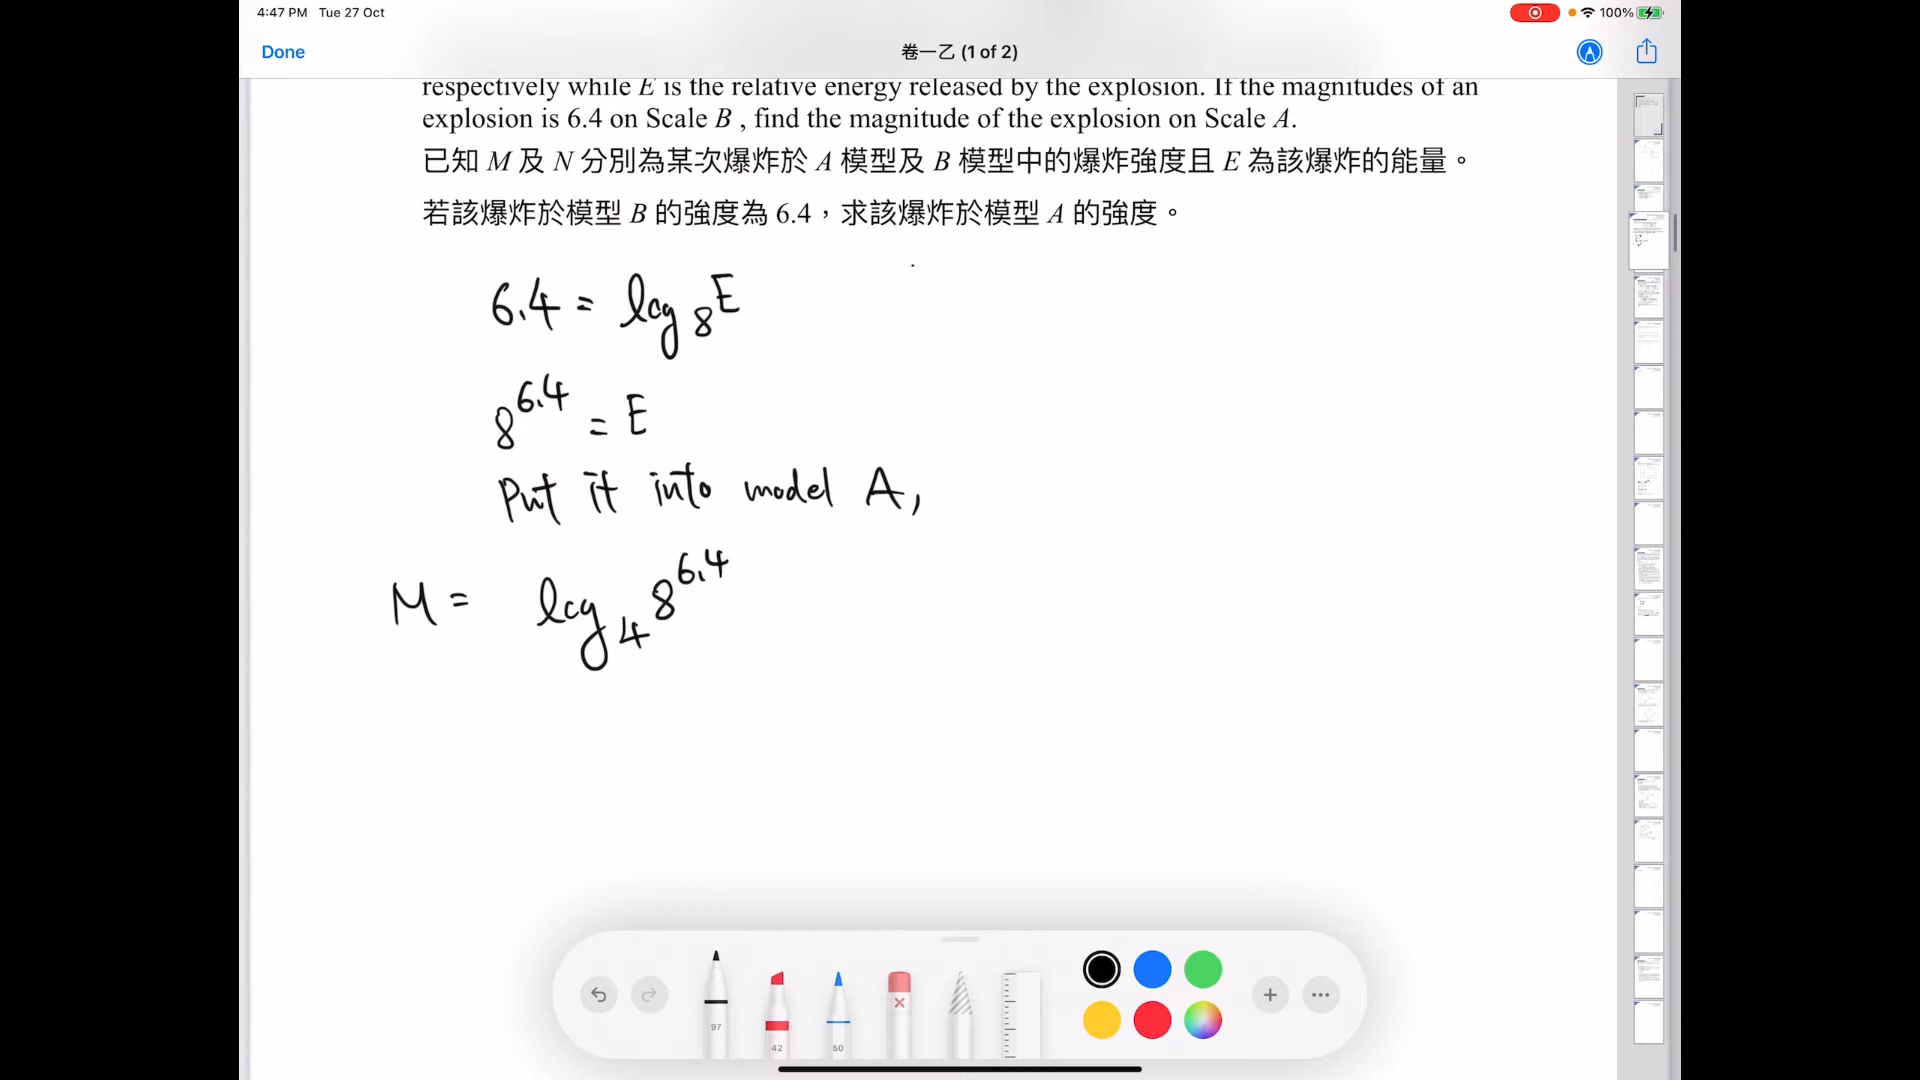 4:47 PM Tue 27 Oct
100%
Done
卷一乙 (1 of 2)
respectively while E is the relative energy released by the explosion. If the magnitudes of an
explosion is 6.4 on Scale B , find the magnitude of the explosion on Scale A.
已知 M 及 N 分別為某次爆炸於 A 模型及 B 模型中的爆炸強度且 E 為該爆炸的能量。
若該爆炸於模型 B 的強度為 6.4，求該爆炸於模型 A 的強度。
6.4 = log₈E
8^6.4 = E
Put it into model A,
M = log₄8^6.4
97
42
50